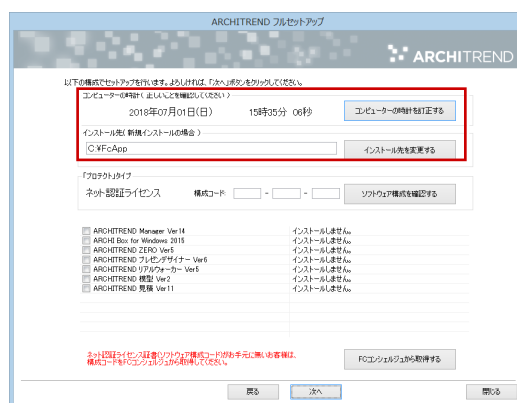 ARCHITREND フルセットアップ
ARCHITREND
以下の構成でセットアップを行います。よろしければ、「次へ」ボタンをクリックしてください。
コンピューターの時計（正しいことを確認してください）
2018年07月01日(日) 15時35分 06秒 コンピューターの時計を訂正する
インストール先（新規インストールの場合）
C:¥FcApp インストール先を変更する
「プロテクト」タイプ
ネット認証ライセンス 構成コード: - - ソフトウェア構成を確認する
ARCHITREND Manager Ver14 インストールしません。
ARCHI Box for Windows 2015 インストールしません。
ARCHITREND ZERO Ver5 インストールしません。
ARCHITREND プレゼンデザイナー Ver6 インストールしません。
ARCHITREND リアルウォーカー Ver5 インストールしません。
ARCHITREND 模型 Ver2 インストールしません。
ARCHITREND 見積 Ver11 インストールしません。
ネット認証ライセンス証書(ソフトウェア構成コード)がお手元に無いお客様は、
構成コードをFCコンシェルジュから取得してください。 FCコンシェルジュから取得する
戻る 次へ 閉じる